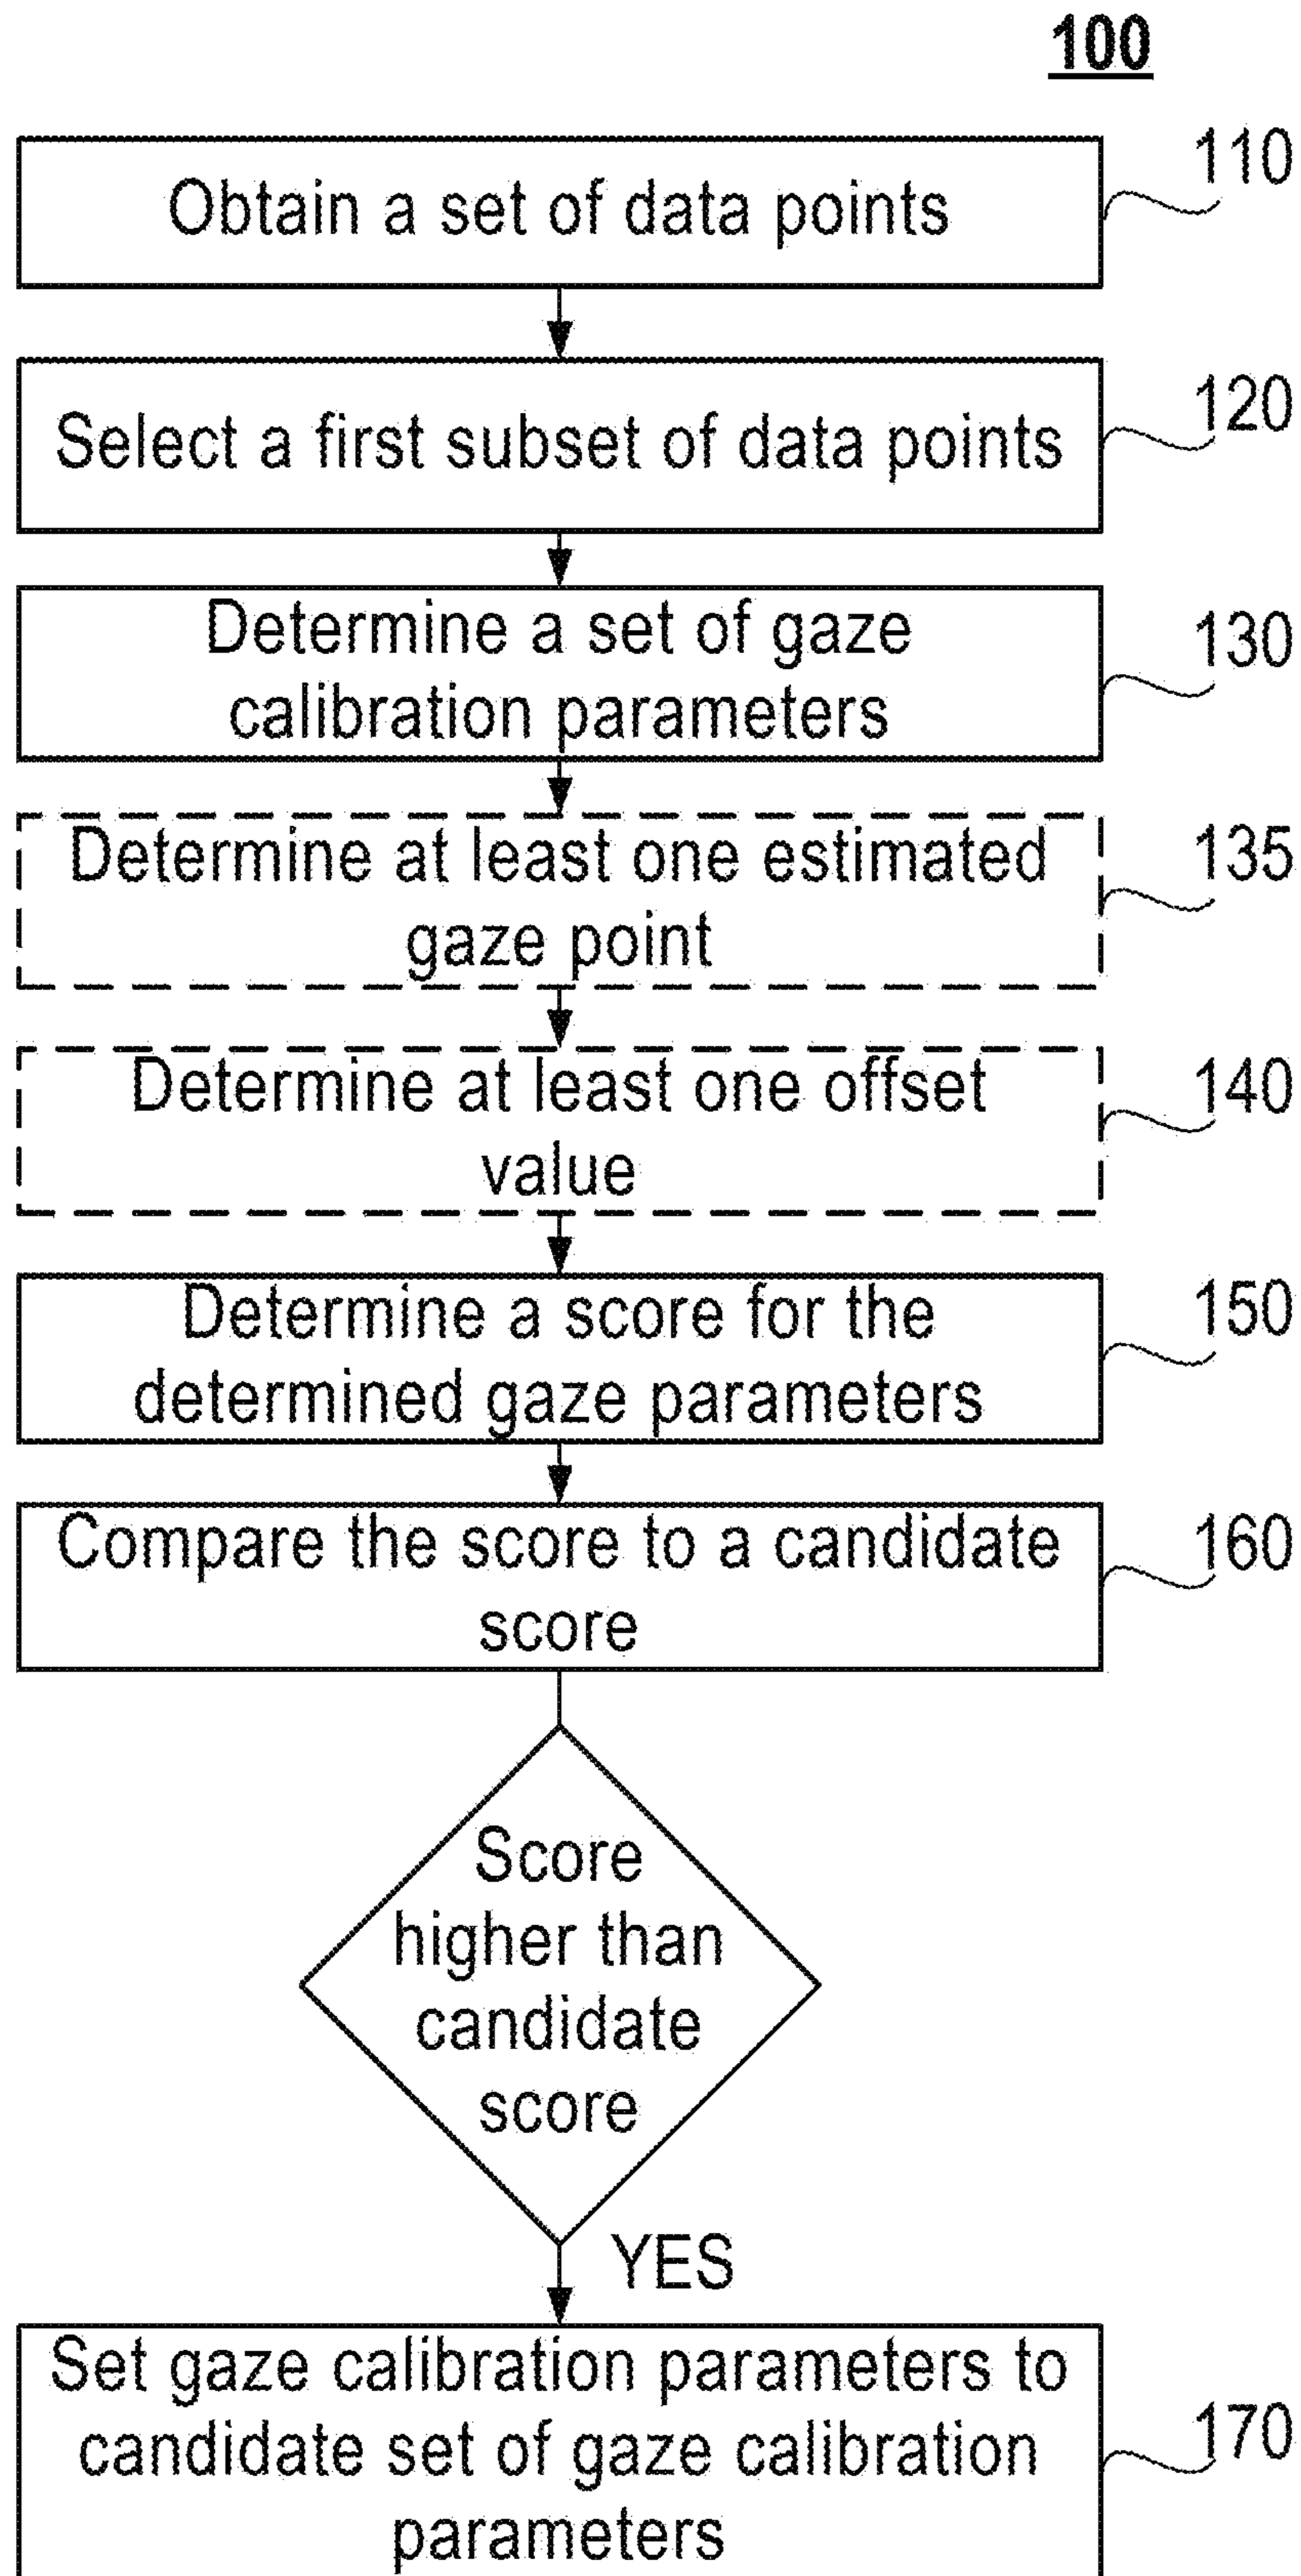 100
Obtain a set of data points
110
Select a first subset of data points
120
Determine a set of gaze
calibration parameters
130
Determine at least one estimated
gaze point
135
Determine at least one offset
value
140
Determine a score for the
determined gaze parameters
150
Compare the score to a candidate
score
160
Score
higher than
candidate
score
YES
Set gaze calibration parameters to
candidate set of gaze calibration
parameters
170